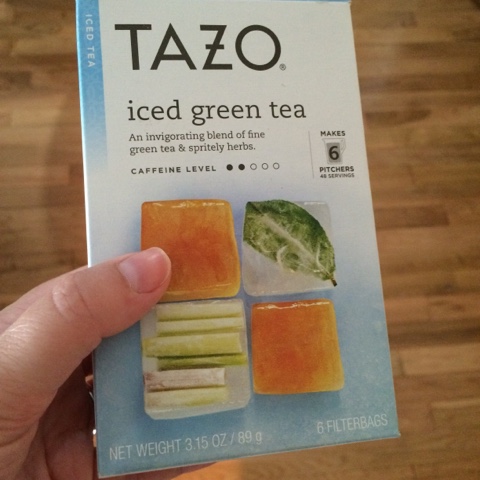 ICED TEA
TAZO®
iced green tea
An invigorating blend of fine
green tea & spritely herbs.
CAFFEINE LEVEL
MAKES
6
PITCHERS
48 SERVINGS
NET WEIGHT 3.15 OZ / 89 g
6 FILTERBAGS